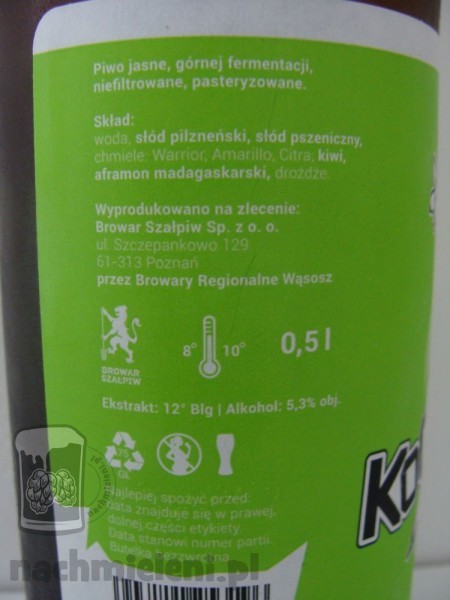 Piwo jasne, górnej fermentacji,
niefiltrowane, pasteryzowane.
Skład:
woda, słód pilzneński, słód pszeniczny,
chmiele: Warrior, Amarillo, Citra, kiwi,
aframon madagaskarski, drożdże.
Wyprodukowano na zlecenie:
Browar Szałpiw Sp. z o. o.
ul. Szczepankowo 129
61-313 Poznań
przez Browary Regionalne Wąsosz
8° 10° 0,5 l
BROWAR
SZAŁPIW
Ekstrakt: 12° Blg | Alkohol: 5,3% obj.
GL
Najlepiej spożyć przed:
data znajduje się w prawej,
dolnej części etykiety.
Data stanowi numer partii.
Butelka bezzwrotna
nachmieleni.pl